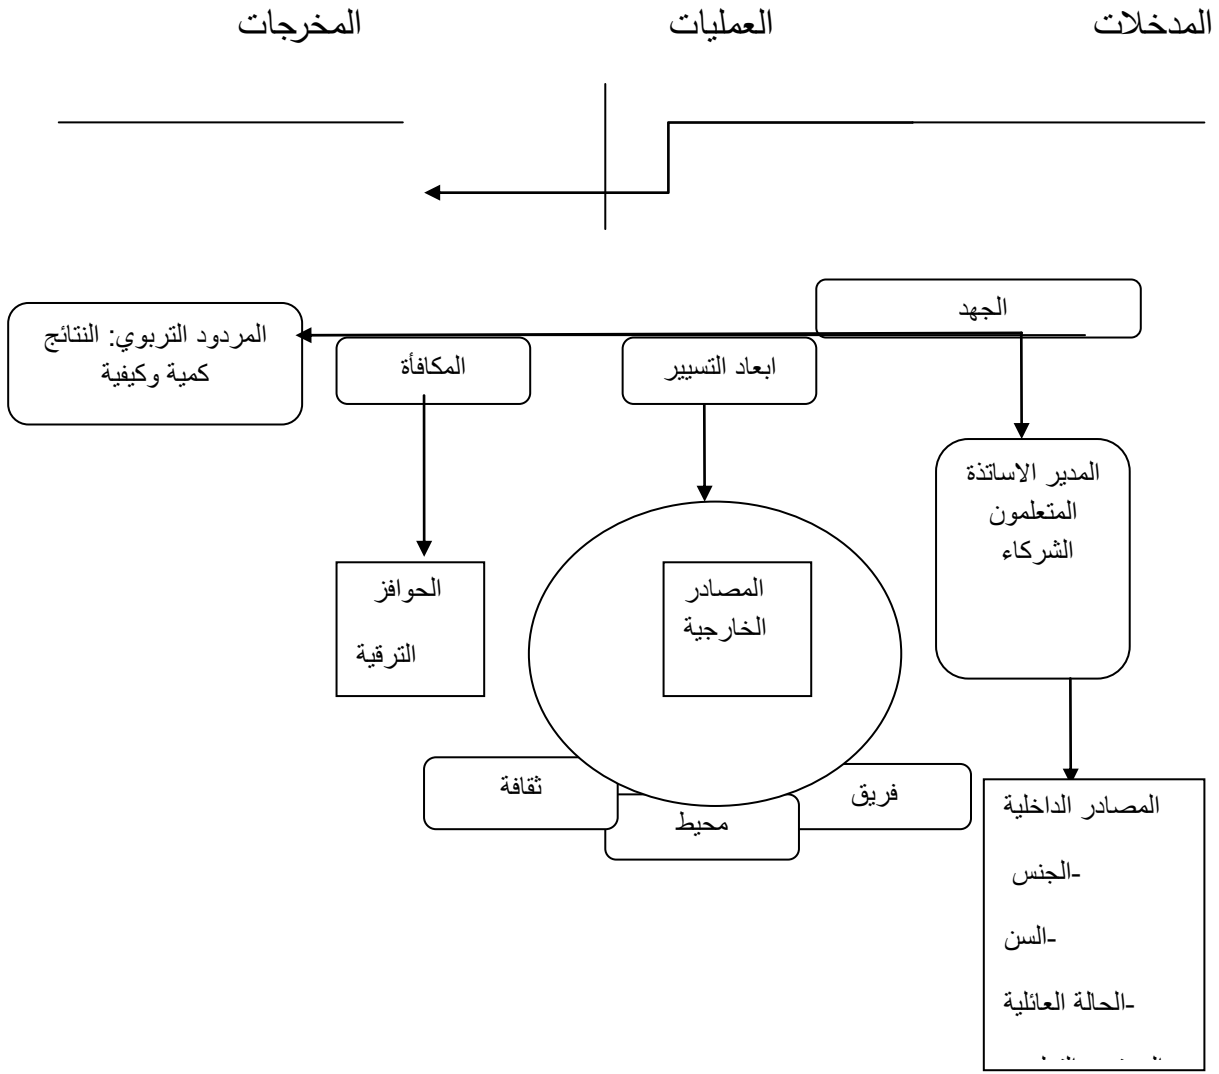 المدخلات
العمليات
المخرجات
الجهد
المردود التربوي: النتائج
كمية وكيفية
المكافأة
ابعاد التسيير
المدير الاساتذة
المتعلمون
الشركاء
الحوافز
الترقية
المصادر
الخارجية
فريق
محيط
ثقافة
المصادر الداخلية
-الجنس
-السن
-الحالة العائلية